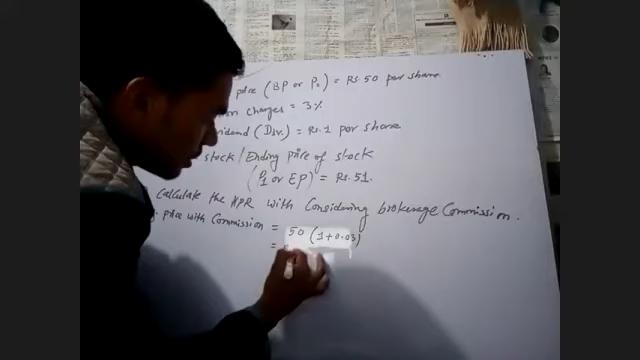 price (BP or P₀) = Rs. 50 per share
charges = 3%
(Div.) = Rs. 1 per share
stock / Ending price of stock
(P₁ or EP) = Rs. 51.
Calculate the HPR with Considering brokerage Commission.
price with Commission = 50 (1 + 0.03)
=